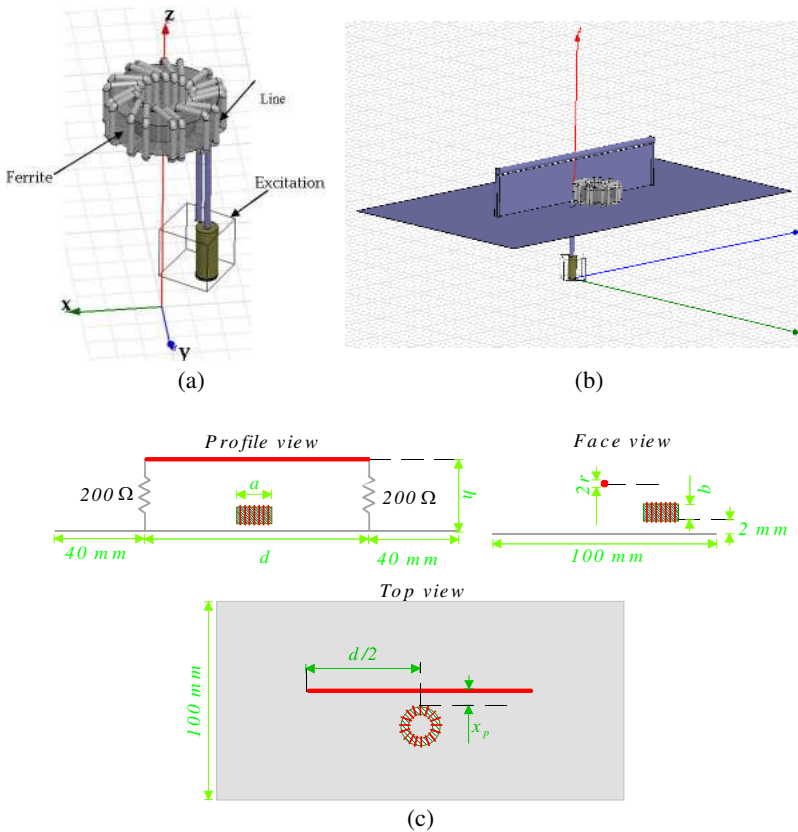 z
Line
Ferrite
Excitation
x
y
(a)
(b)
Profile view
Face view
a
200 Ω
200 Ω
h
2r
b
2 mm
40 mm
d
40 mm
100 mm
Top view
d/2
100 mm
xₚ
(c)